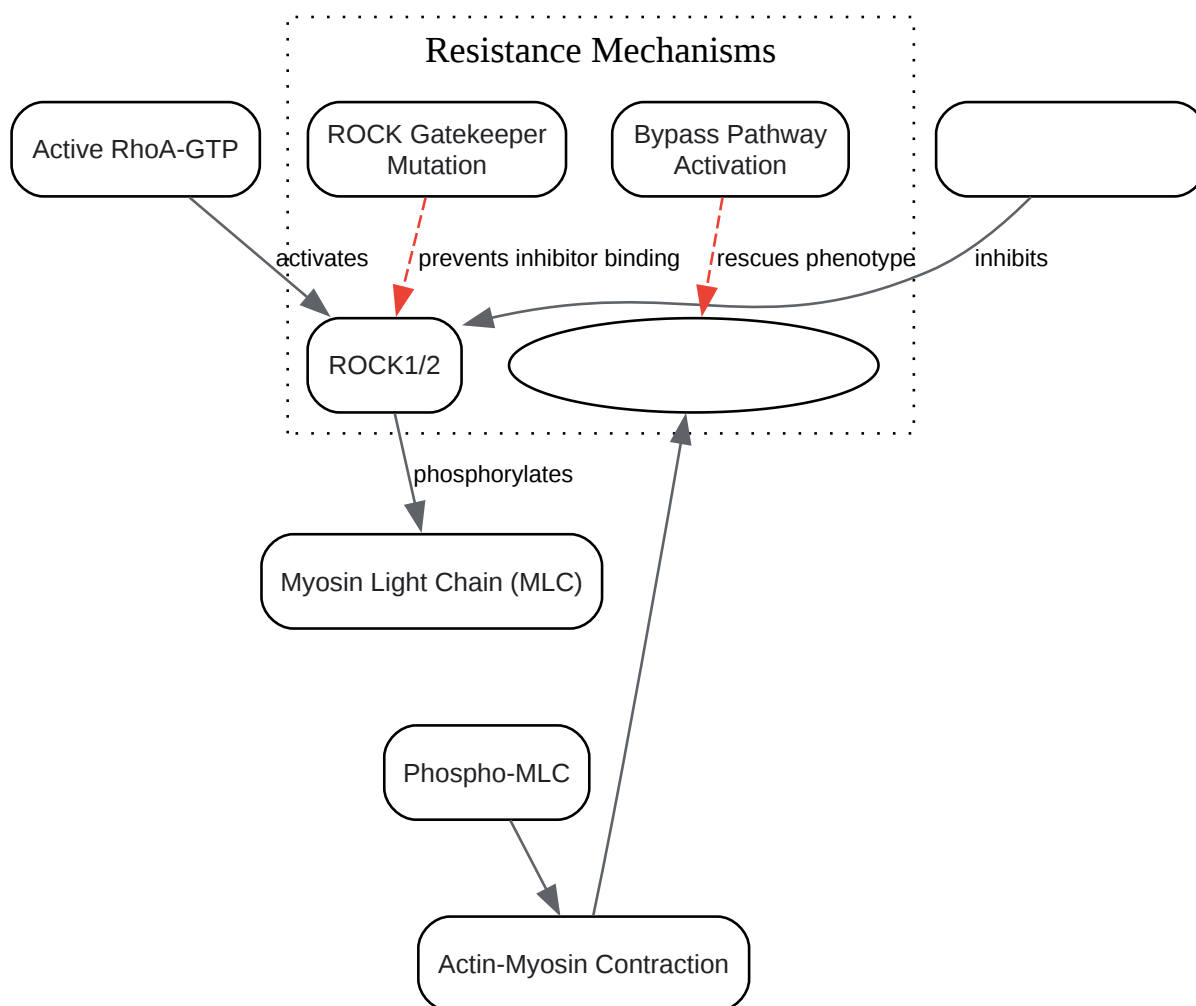 Resistance Mechanisms
Active RhoA-GTP
ROCK Gatekeeper
Mutation
Bypass Pathway
Activation
activates
prevents inhibitor binding
rescues phenotype
inhibits
ROCK1/2
phosphorylates
Myosin Light Chain (MLC)
Phospho-MLC
Actin-Myosin Contraction